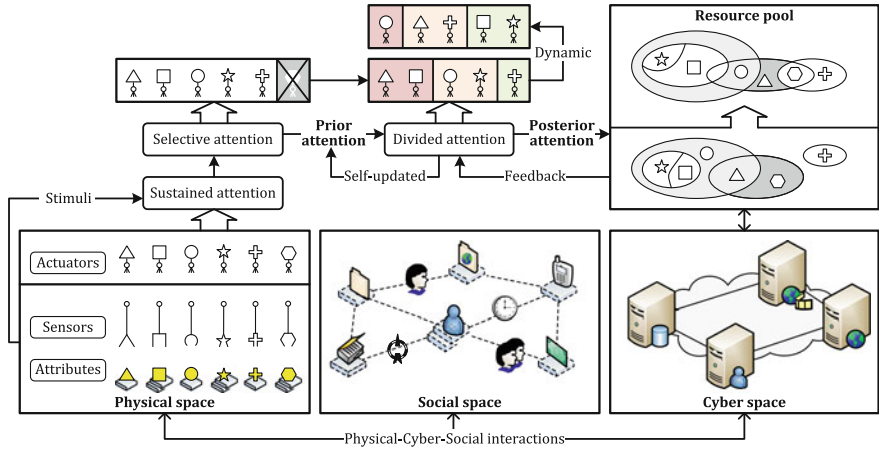 Resource pool
Dynamic
Selective attention
Prior
attention
Divided attention
Posterior
attention
Self-updated
Feedback
Stimuli
Sustained attention
Actuators
Sensors
Attributes
Physical space
Social space
Cyber space
Physical-Cyber-Social interactions